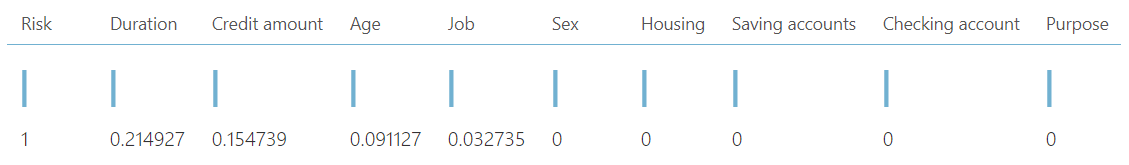 Risk Duration Credit amount Age Job Sex Housing Saving accounts Checking account Purpose
1 0.214927 0.154739 0.091127 0.032735 0 0 0 0 0